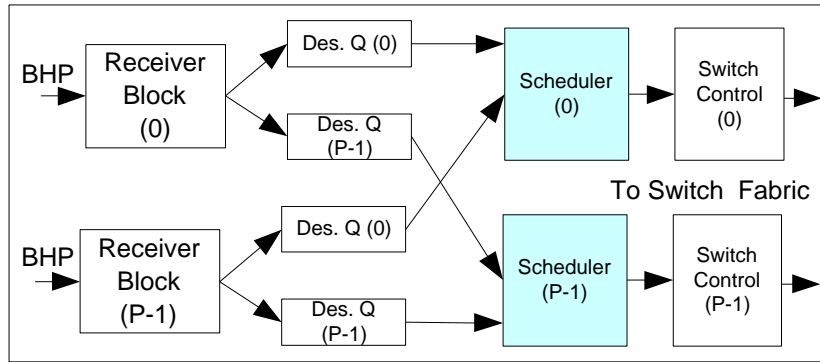 BHP
Receiver
Block
(0)
Des. Q (0)
Des. Q
(P-1)
Scheduler
(0)
Switch
Control
(0)
To Switch Fabric
BHP
Receiver
Block
(P-1)
Des. Q (0)
Des. Q
(P-1)
Scheduler
(P-1)
Switch
Control
(P-1)